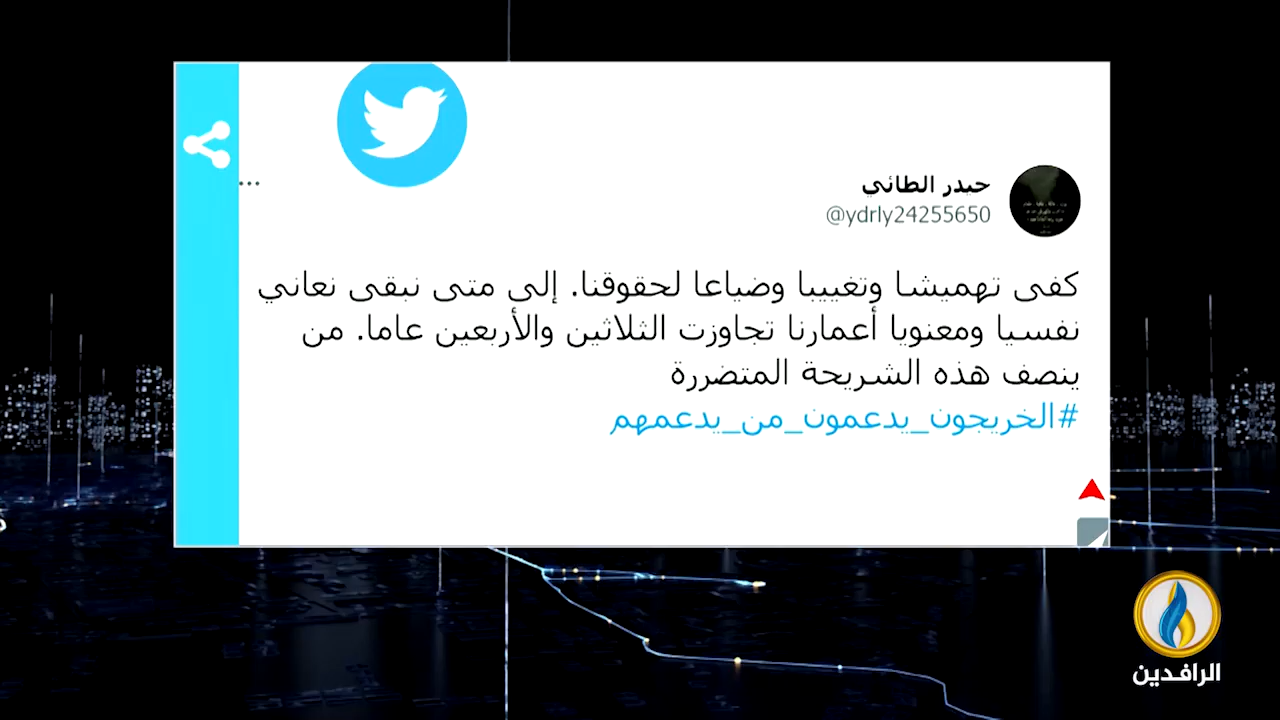 حيدر الطائي
@ydrly24255650
كفى تهميشا وتغييبا وضياعا لحقوقنا. إلى متى نبقى نعاني
نفسيا ومعنويا أعمارنا تجاوزت الثلاثين والأربعين عاما. من
ينصف هذه الشريحة المتضررة
#الخريجون_يدعمون_من_يدعمهم
الرافدين